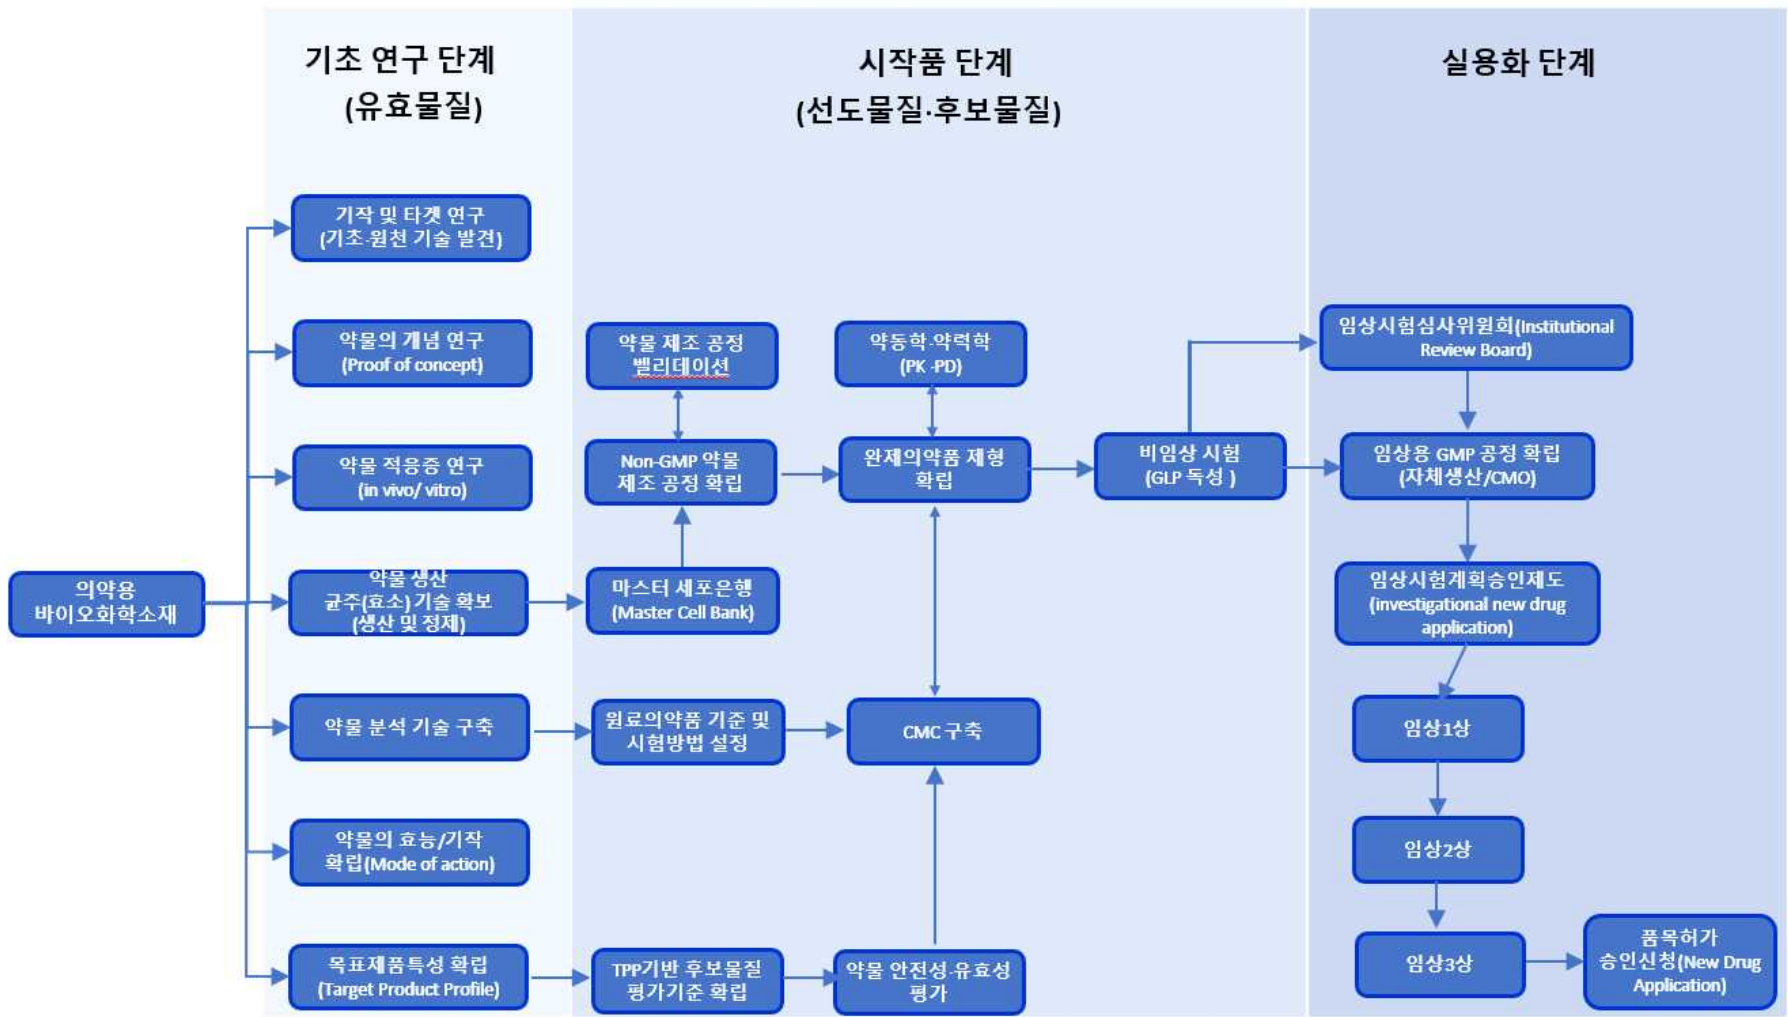 기초 연구 단계
(유효물질)
시작품 단계
(선도물질·후보물질)
실용화 단계
의약용
바이오화학소재
기작 및 타겟 연구
(기초·원천 기술 발견)
약물의 개념 연구
(Proof of concept)
약물 적응증 연구
(in vivo/ vitro)
약물 생산
균주(효소) 기술 확보
(생산 및 정제)
약물 분석 기술 구축
약물의 효능/기작
확립(Mode of action)
목표제품특성 확립
(Target Product Profile)
약물 제조 공정
벨리데이션
Non-GMP 약물
제조 공정 확립
마스터 세포은행
(Master Cell Bank)
원료의약품 기준 및
시험방법 설정
TPP기반 후보물질
평가기준 확립
약동학·약력학
(PK -PD)
완제의약품 제형
확립
CMC 구축
약물 안전성·유효성
평가
비임상 시험
(GLP 독성 )
임상시험심사위원회(Institutional
Review Board)
임상용 GMP 공정 확립
(자체생산/CMO)
임상시험계획승인제도
(investigational new drug
application)
임상1상
임상2상
임상3상
품목허가
승인신청(New Drug
Application)